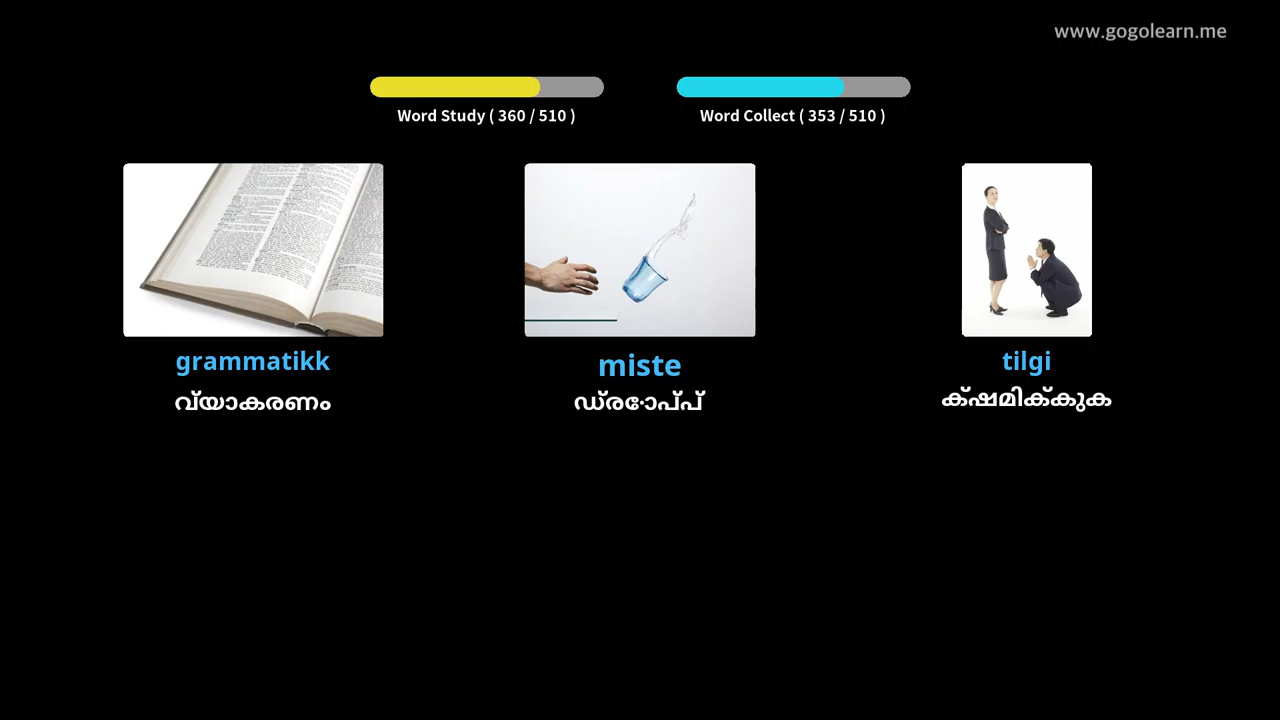 www.gogolearn.me
Word Study ( 360 / 510 )
Word Collect ( 353 / 510 )
grammatikk
miste
tilgi
വ്യാകരണം
ഡ്രോപ്പ്
ക്ഷമിക്കുക